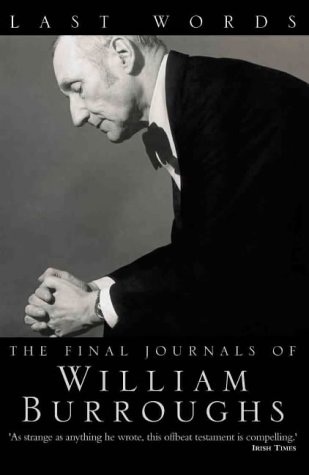 LAST WORDS
THE FINAL JOURNALS OF
WILLIAM
BURROUGHS
'As strange as anything he wrote, this offbeat testament is compelling.'
IRISH TIMES